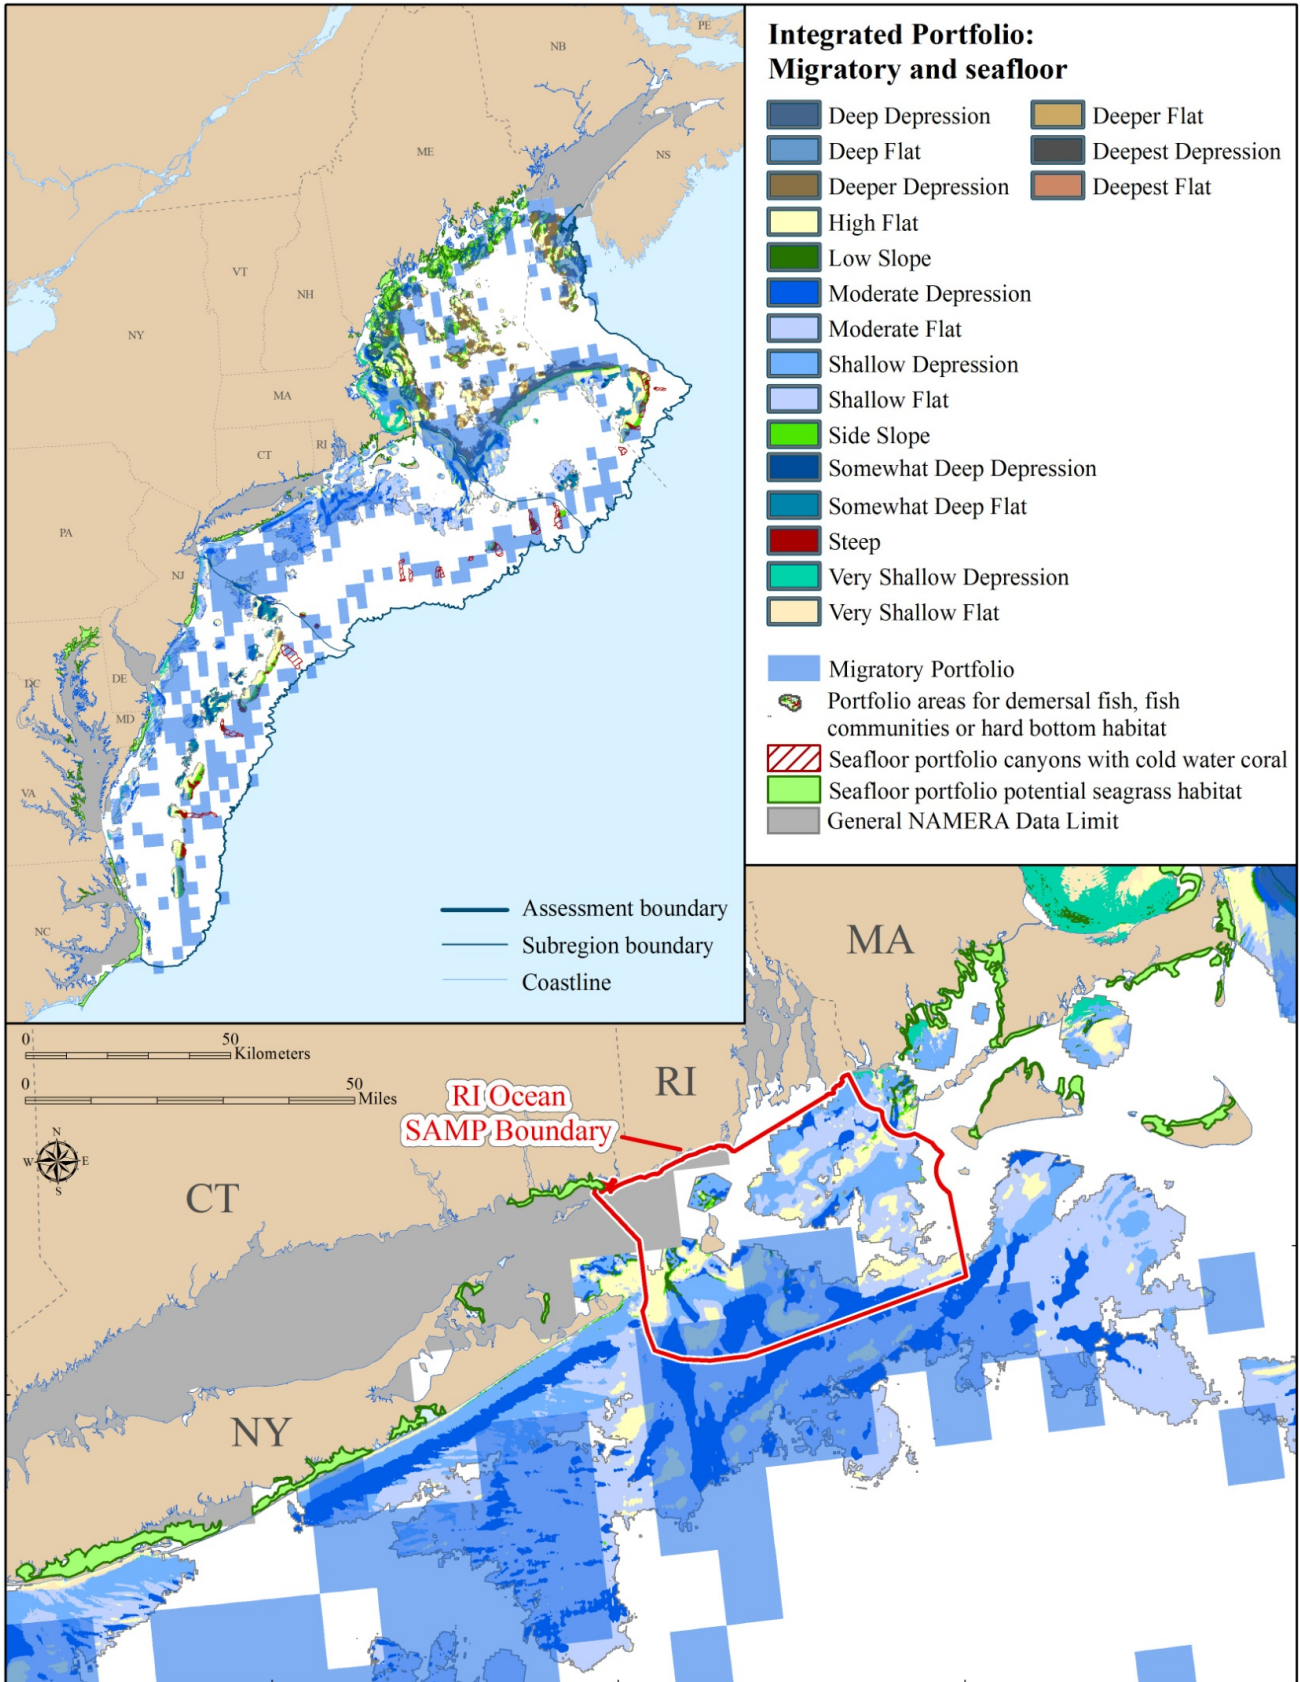 PE
NB
ME
NS
VT
NH
NY
MA
CT
RI
PA
NJ
DC
DE
MD
VA
NC
Assessment boundary
Subregion boundary
Coastline
Integrated Portfolio:
Migratory and seafloor
Deep Depression
Deep Flat
Deeper Depression
High Flat
Low Slope
Moderate Depression
Moderate Flat
Shallow Depression
Shallow Flat
Side Slope
Somewhat Deep Depression
Somewhat Deep Flat
Steep
Very Shallow Depression
Very Shallow Flat
Deeper Flat
Deepest Depression
Deepest Flat
Migratory Portfolio
Portfolio areas for demersal fish, fish
communities or hard bottom habitat
Seafloor portfolio canyons with cold water coral
Seafloor portfolio potential seagrass habitat
General NAMERA Data Limit
0 50
Kilometers
0 50
Miles
N
W E
S
MA
RI
RI Ocean
SAMP Boundary
CT
NY